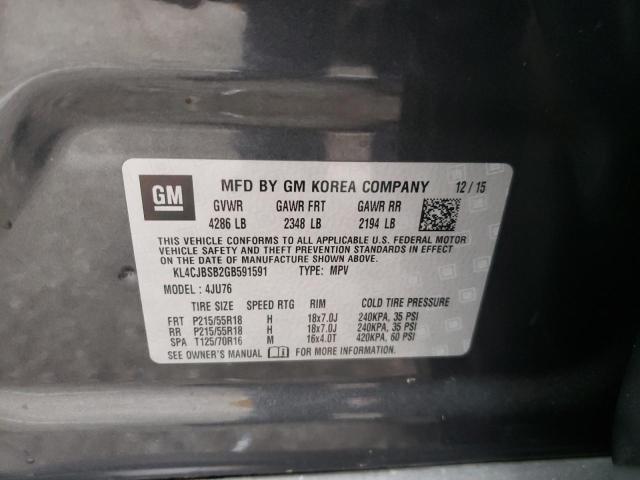 GM MFD BY GM KOREA COMPANY 12/15
GVWR GAWR FRT GAWR RR
4286 LB 2348 LB 2194 LB
THIS VEHICLE CONFORMS TO ALL APPLICABLE U.S. FEDERAL MOTOR
VEHICLE SAFETY AND THEFT PREVENTION STANDARDS IN EFFECT
ON THE DATE OF MANUFACTURE SHOWN ABOVE.
KL4CJBSB2GB591591 TYPE: MPV
MODEL : 4JU76
TIRE SIZE SPEED RTG RIM COLD TIRE PRESSURE
FRT P215/55R18 H 18x7.0J 240KPA, 35 PSI
RR P215/55R18 H 18x7.0J 240KPA, 35 PSI
SPA T125/70R16 M 16x4.0T 420KPA, 60 PSI
SEE OWNER'S MANUAL FOR MORE INFORMATION.